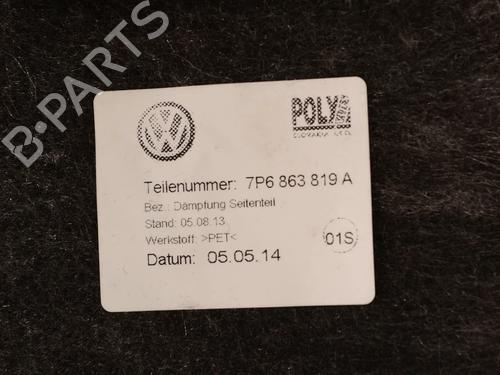 B-PARTS
POLY
SLOVAKIA
Teilenummer: 7P6 863 819 A
Bez.: Dämpfung Seitenteil
Stand: 05.08.13
Werkstoff: >PET<
01S
Datum: 05.05.14